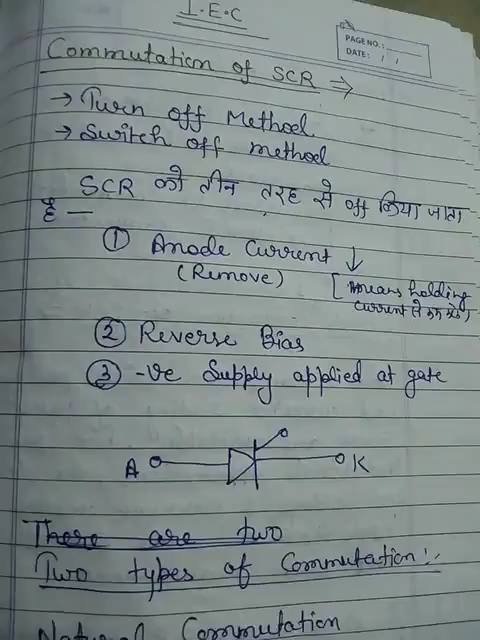 I.E.C
PAGE NO.:
DATE: / /
Commutation of SCR ⇒
→ Turn off Method
→ Switch off method
SCR को तीन तरह से off किया जाता
है —
① Anode Current ↓
(Remove)
[Means holding
current से कम करें)
② Reverse Bias
③ -ve Supply applied at gate
A K
There are two
Two types of Commutation:-
Natural Commutation